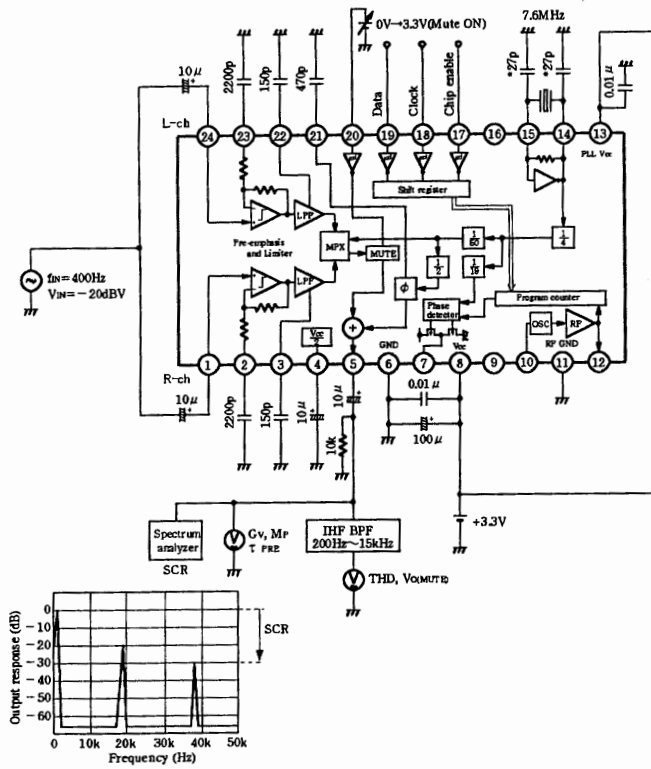 0V→3.3V(Mute ON)
7.6MHz
10μ
2200p
150p
470p
Data
Clock
Chip enable
*27p
*27p
0.01μ
L-ch
24
23
22
21
20
19
18
17
16
15
14
13
PLL Vcc
Shift register
LPF
Pre-emphasis
and Limiter
MPX
MUTE
1/50
1/4
1/2
1/19
fIN=400Hz
VIN=−20dBV
LPF
ϕ
Phase
detector
Program counter
Vcc/2
+
GND
Vcc
OSC
RF
RF GND
1
2
3
4
5
6
7
8
9
10
11
12
R-ch
10μ
2200p
150p
10μ
10μ
10k
0.01μ
100μ
+3.3V
Spectrum
analyzer
SCR
V
Gv, MP
τ PRE
IHF BPF
200Hz~15kHz
V
THD, VO(MUTE)
Output response (dB)
0
−10
−20
−30
−40
−50
−60
SCR
0
10k
20k
30k
40k
50k
Frequency (Hz)